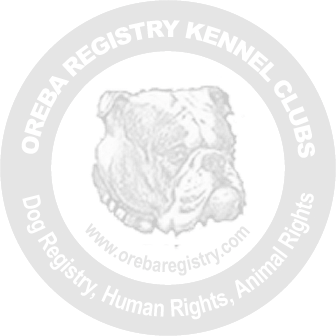 OREBA REGISTRY KENNEL CLUBS
www.orebaregistry.com
Dog Registry, Human Rights, Animal Rights